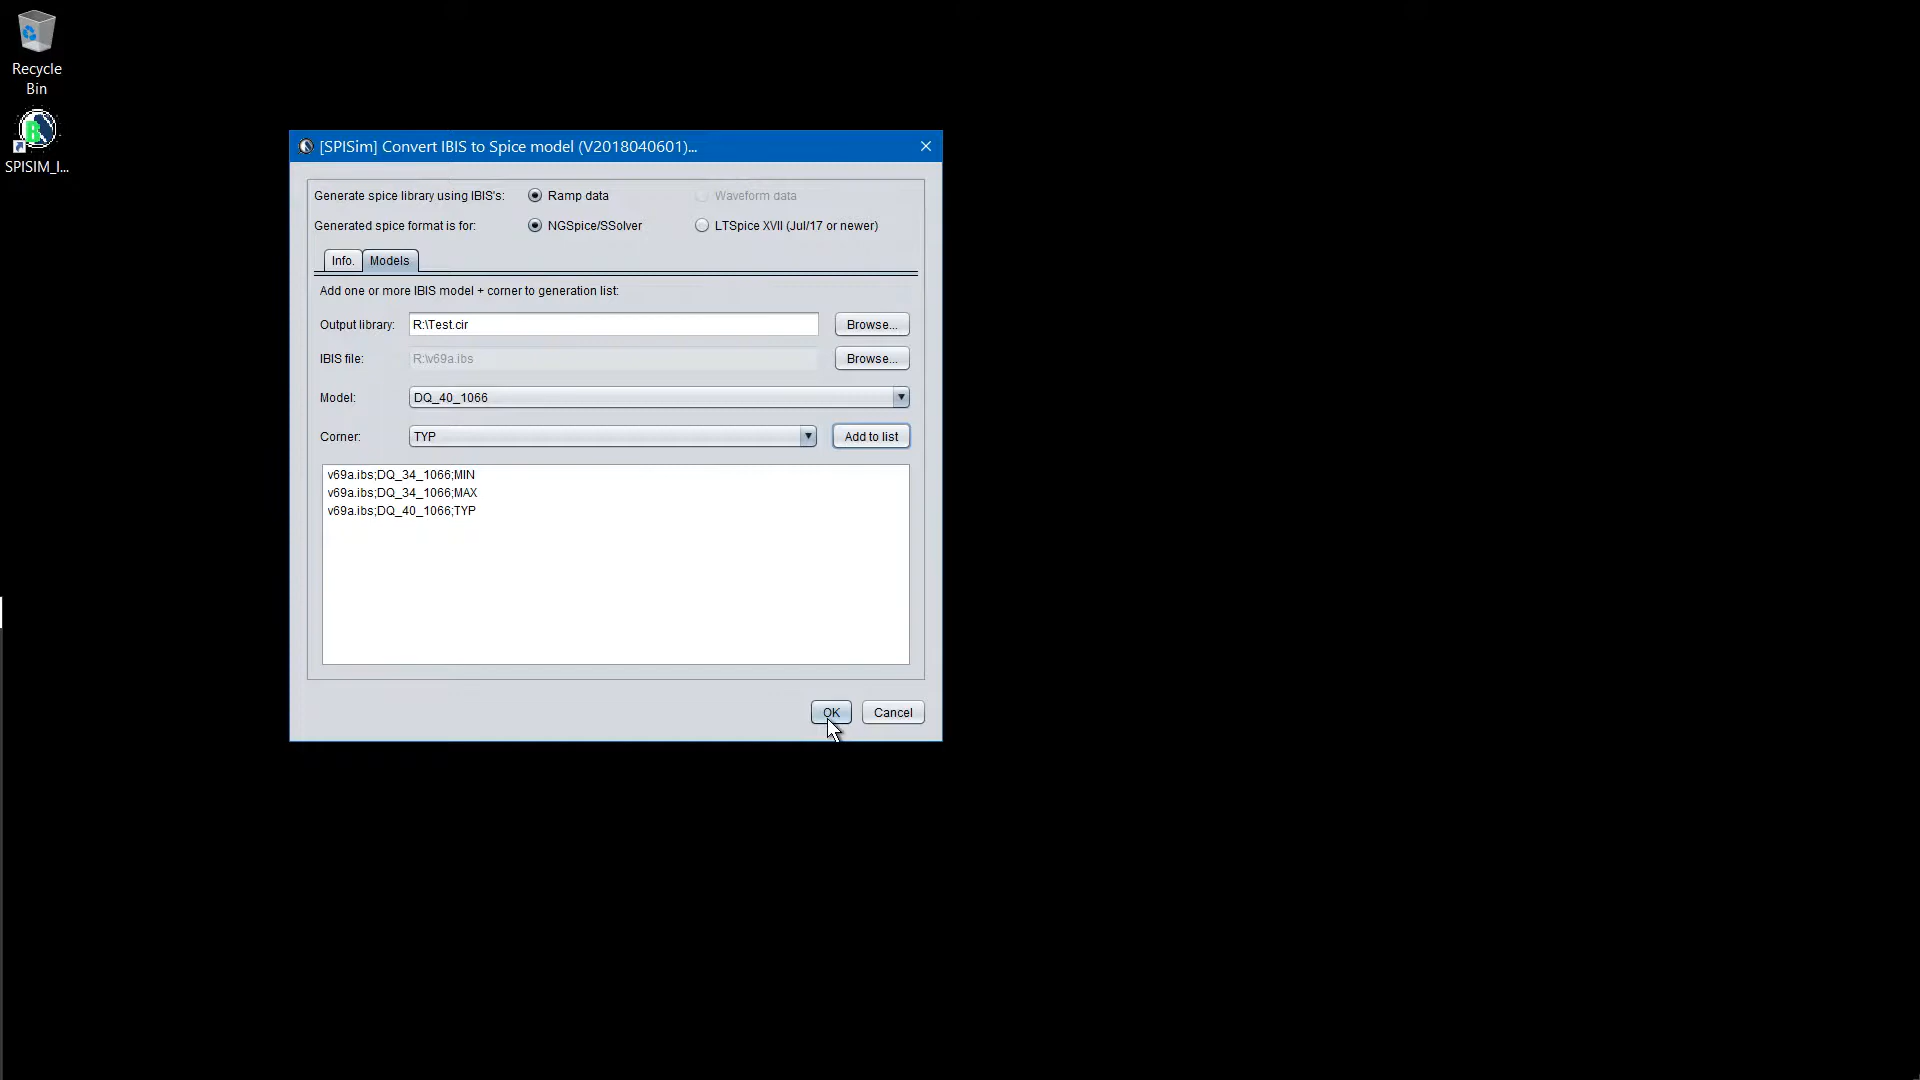 Recycle
Bin
SPISIM_I...
[SPISim] Convert IBIS to Spice model (V2018040601)...
Generate spice library using IBIS's: Ramp data Waveform data
Generated spice format is for: NGSpice/SSolver LTSpice XVII (Jul/17 or newer)
Info. Models
Add one or more IBIS model + corner to generation list:
Output library: R:\Test.cir Browse...
IBIS file: R:\v69a.ibs Browse...
Model: DQ_40_1066
Corner: TYP Add to list
v69a.ibs;DQ_34_1066;MIN
v69a.ibs;DQ_34_1066;MAX
v69a.ibs;DQ_40_1066;TYP
OK Cancel